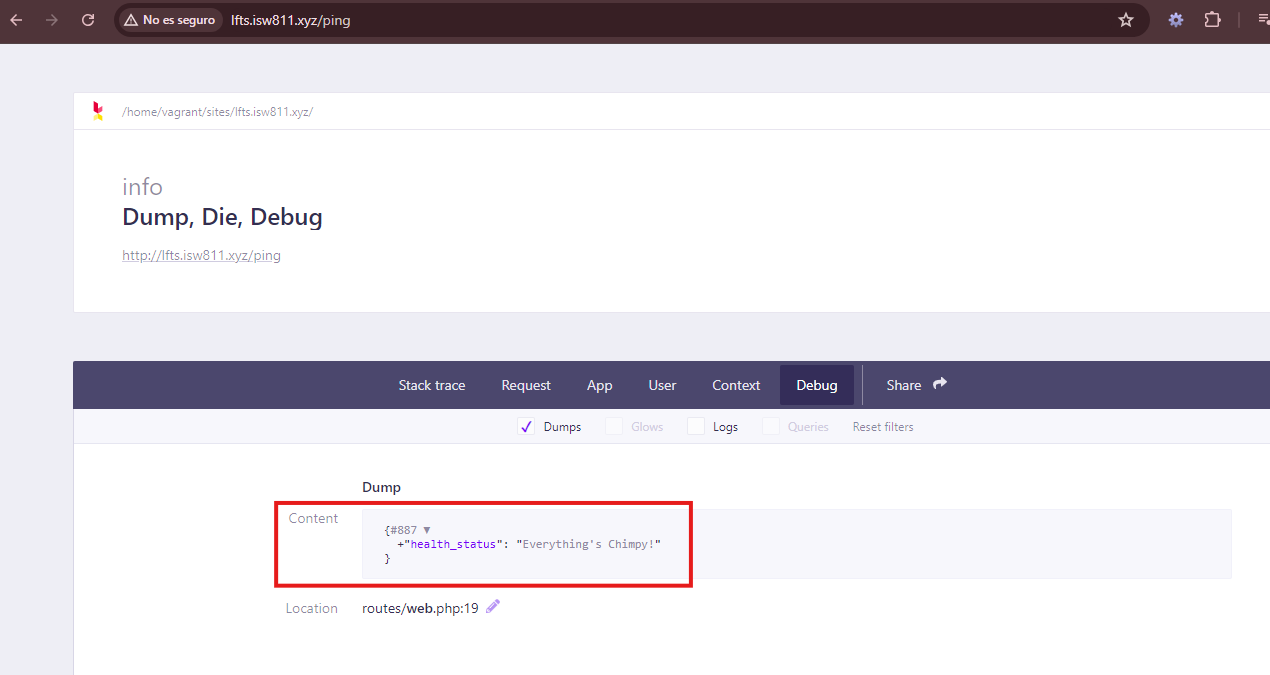 No es seguro lfts.isw811.xyz/ping
/home/vagrant/sites/lfts.isw811.xyz/
info
Dump, Die, Debug
http://lfts.isw811.xyz/ping
Stack trace Request App User Context Debug Share
Dumps Glows Logs Queries Reset filters
Dump
Content {#887 ▼
+"health_status": "Everything's Chimpy!"
}
Location routes/web.php:19